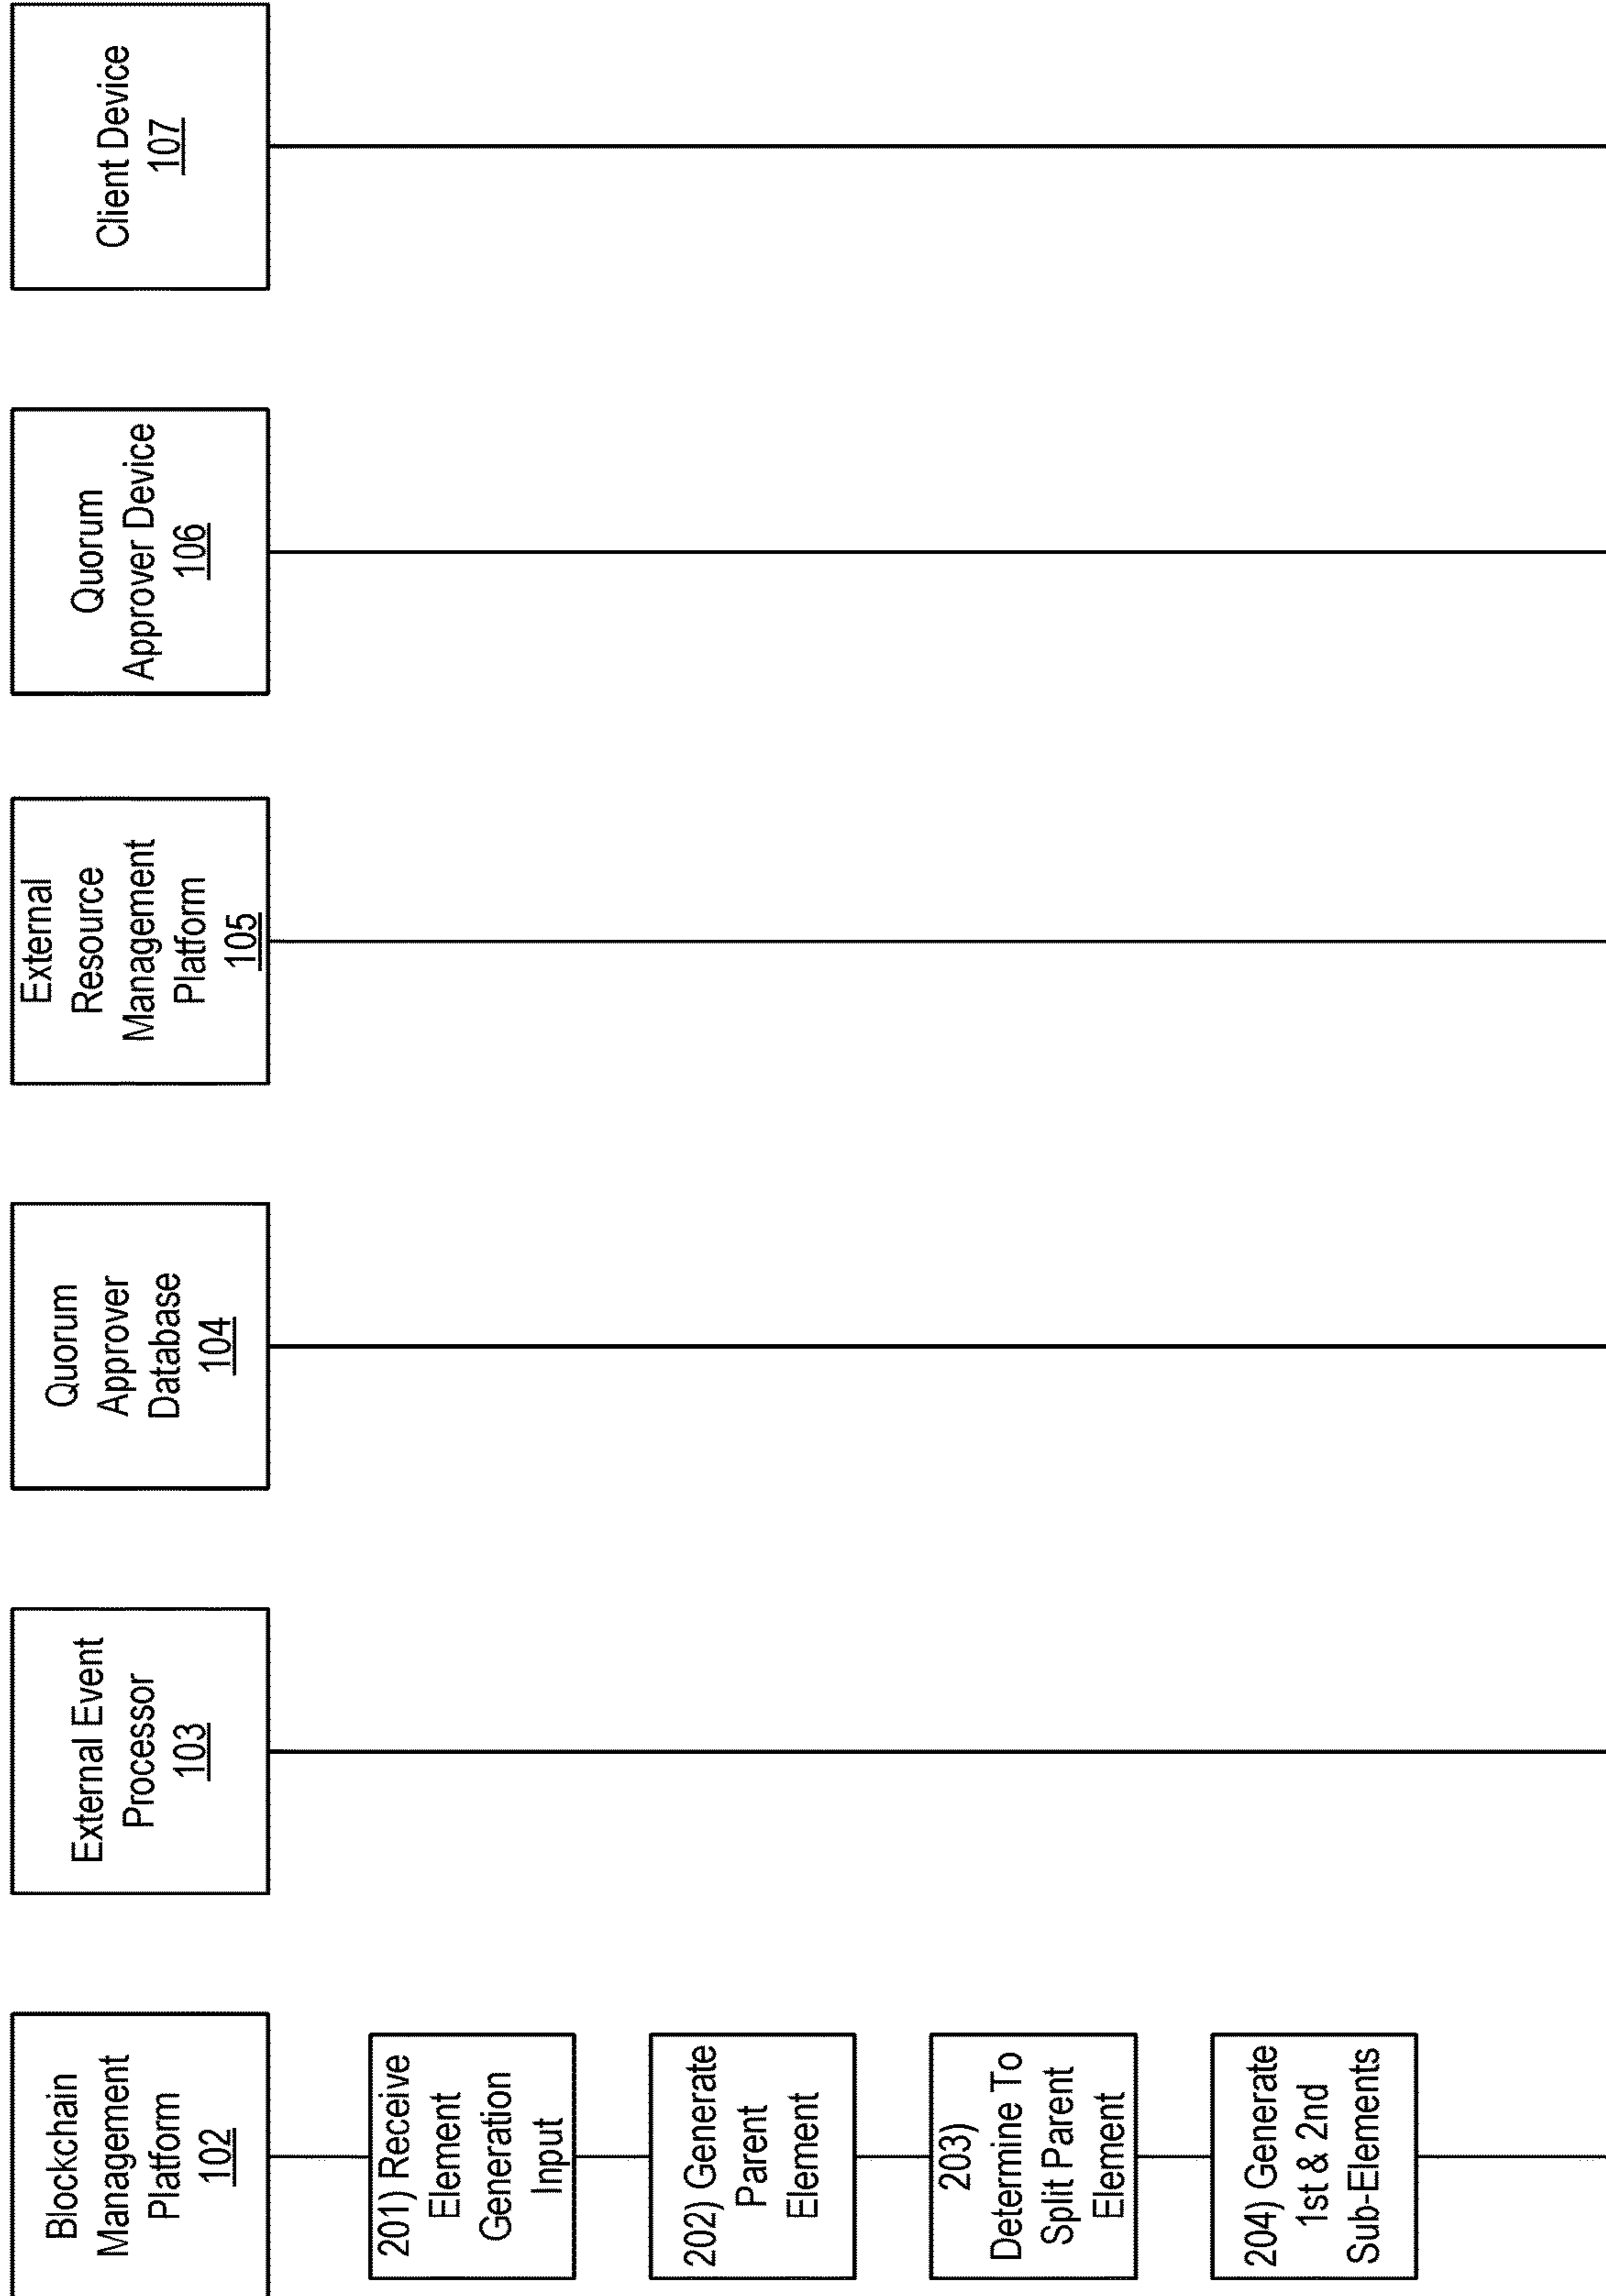 Blockchain
Management
Platform
102
External Event
Processor
103
Quorum
Approver
Database
104
External
Resource
Management
Platform
105
Quorum
Approver Device
106
Client Device
107
201) Receive
Element
Generation
Input
202) Generate
Parent
Element
203)
Determine To
Split Parent
Element
204) Generate
1st & 2nd
Sub-Elements